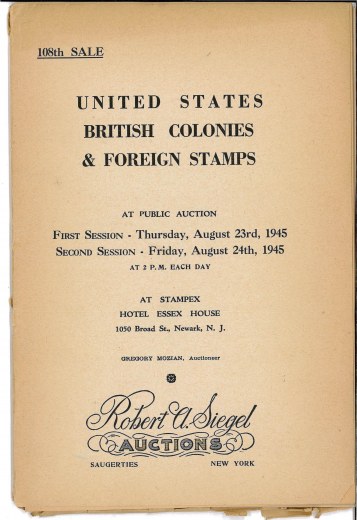 108th SALE
UNITED STATES
BRITISH COLONIES
& FOREIGN STAMPS
AT PUBLIC AUCTION
FIRST SESSION - Thursday, August 23rd, 1945
SECOND SESSION - Friday, August 24th, 1945
AT 2 P.M. EACH DAY
AT STAMPEX
HOTEL ESSEX HOUSE
1050 Broad St., Newark, N. J.
GREGORY MOZIAN, Auctioneer
Robert A. Siegel
AUCTIONS
SAUGERTIES NEW YORK